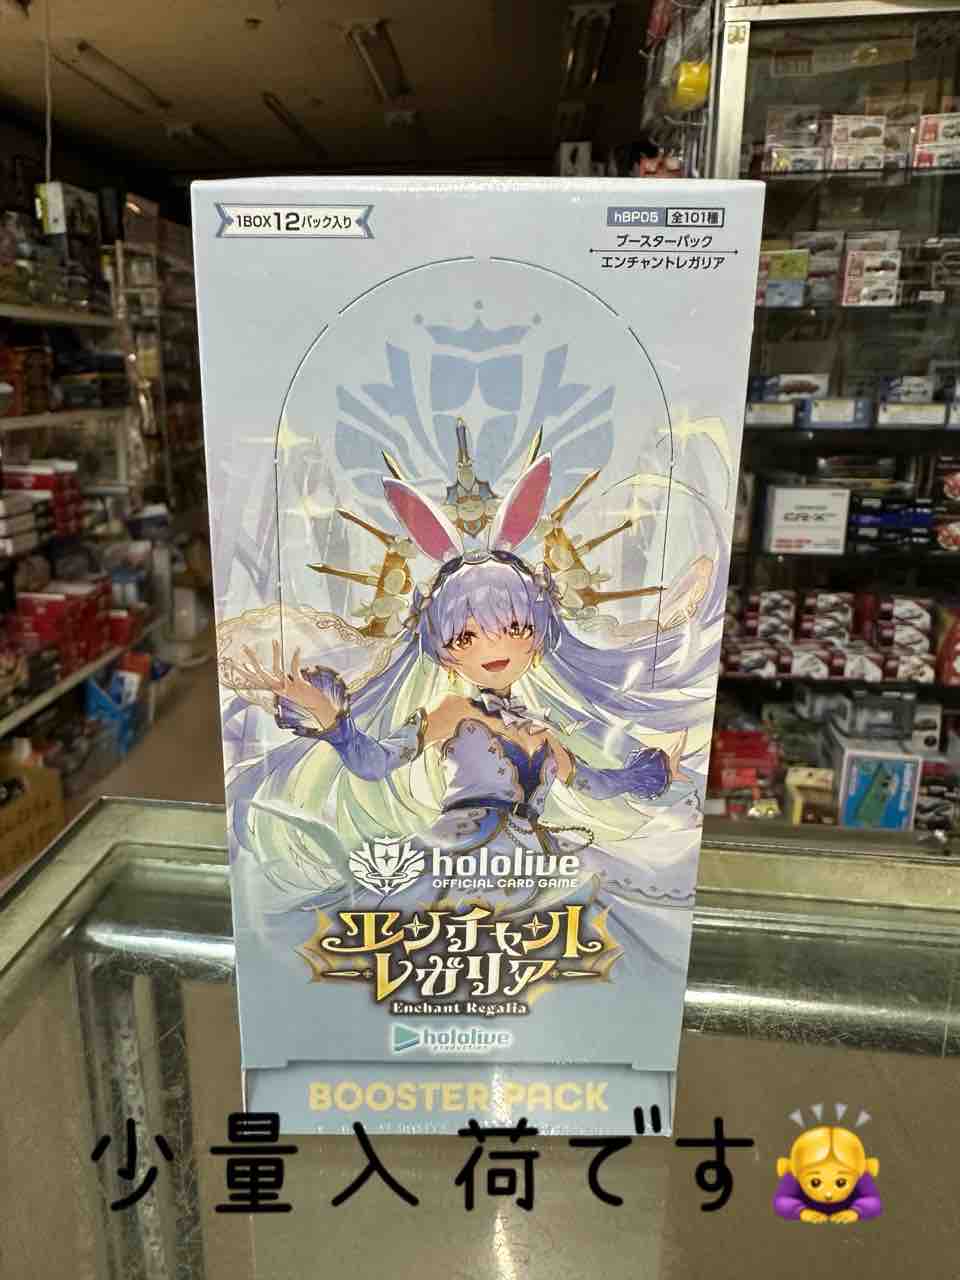 1BOX12パック入り
hBP05 全101種
ブースターパック
エンチャントレガリア
hololive
OFFICIAL CARD GAME
エンチャント
レガリア
Enchant Regalia
hololive
production
BOOSTER PACK
少量入荷です🙇‍♀️